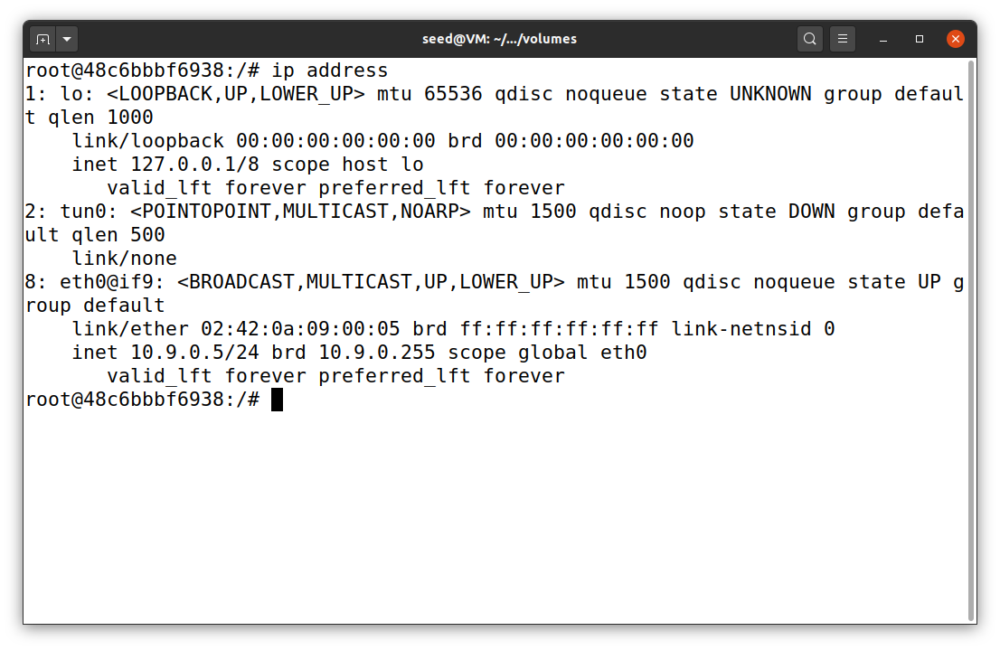 seed@VM: ~/.../volumes
root@48c6bbbf6938:/# ip address
1: lo: <LOOPBACK,UP,LOWER_UP> mtu 65536 qdisc noqueue state UNKNOWN group defaul
t qlen 1000
    link/loopback 00:00:00:00:00:00 brd 00:00:00:00:00:00
    inet 127.0.0.1/8 scope host lo
       valid_lft forever preferred_lft forever
2: tun0: <POINTOPOINT,MULTICAST,NOARP> mtu 1500 qdisc noop state DOWN group defa
ult qlen 500
    link/none
8: eth0@if9: <BROADCAST,MULTICAST,UP,LOWER_UP> mtu 1500 qdisc noqueue state UP g
roup default
    link/ether 02:42:0a:09:00:05 brd ff:ff:ff:ff:ff:ff link-netnsid 0
    inet 10.9.0.5/24 brd 10.9.0.255 scope global eth0
       valid_lft forever preferred_lft forever
root@48c6bbbf6938:/#